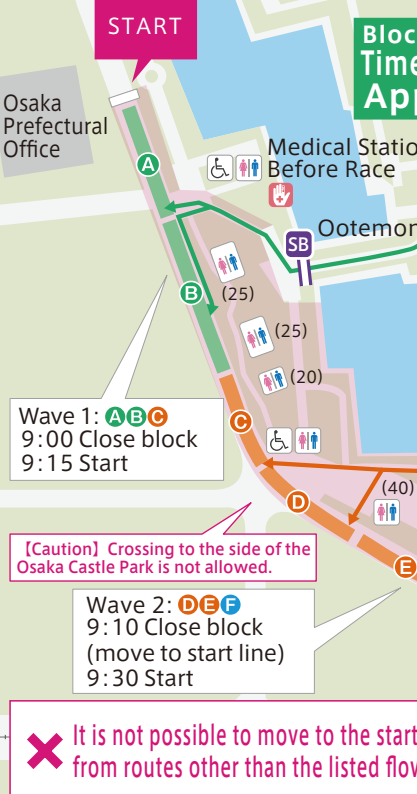 START
Bloc
Time
App
Osaka
Prefectural
Office
A
Medical Statio
Before Race
SB
Ootemon
B
(25)
(25)
(20)
Wave 1: ABC
9:00 Close block
9:15 Start
C
(40)
D
【Caution】Crossing to the side of the
Osaka Castle Park is not allowed.
E
Wave 2: DEF
9:10 Close block
(move to start line)
9:30 Start
It is not possible to move to the start
from routes other than the listed flow